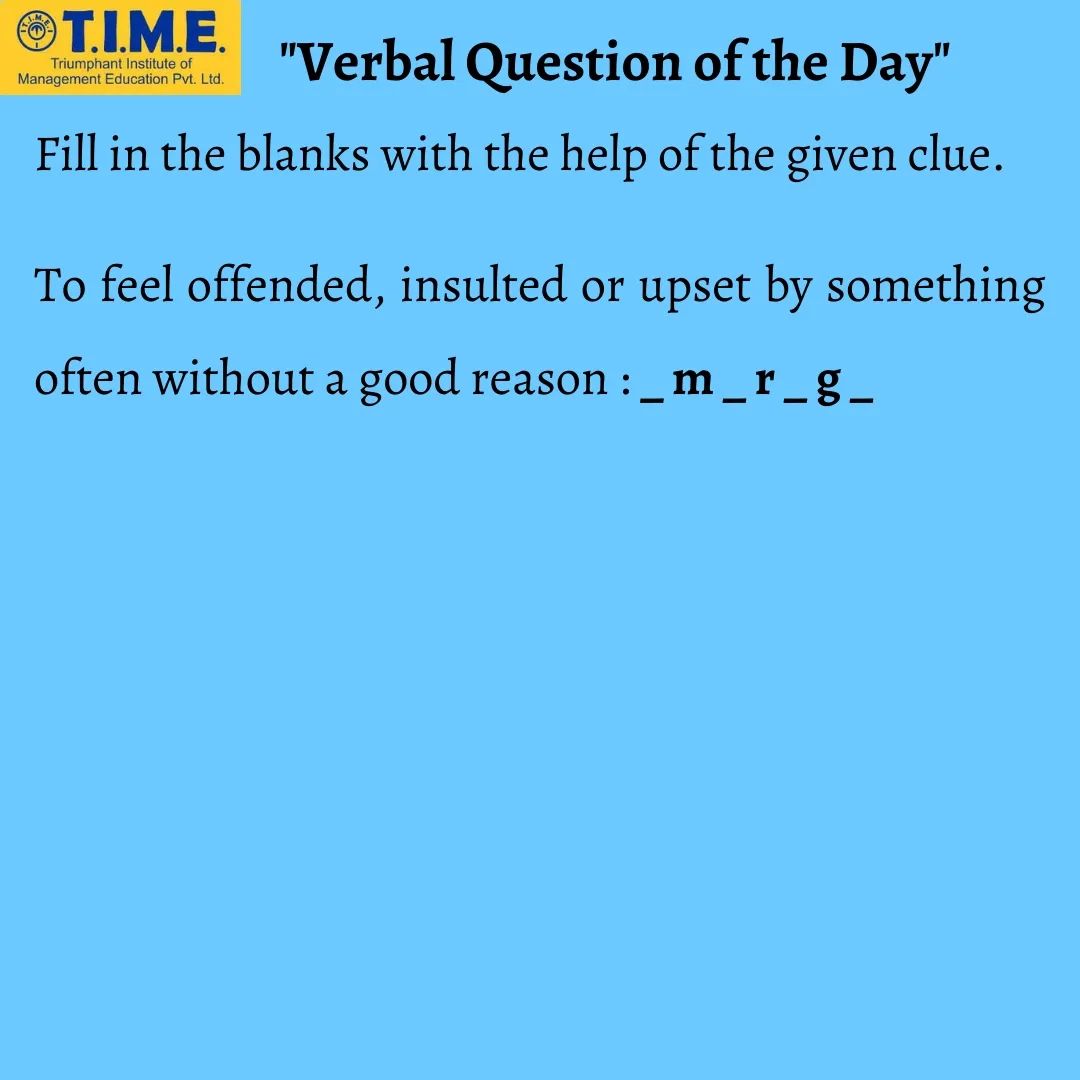 T.I.M.E.
T.I.M.E.
Triumphant Institute of
Management Education Pvt. Ltd.
"Verbal Question of the Day"
Fill in the blanks with the help of the given clue.
To feel offended, insulted or upset by something
often without a good reason : _ m _ r _ g _